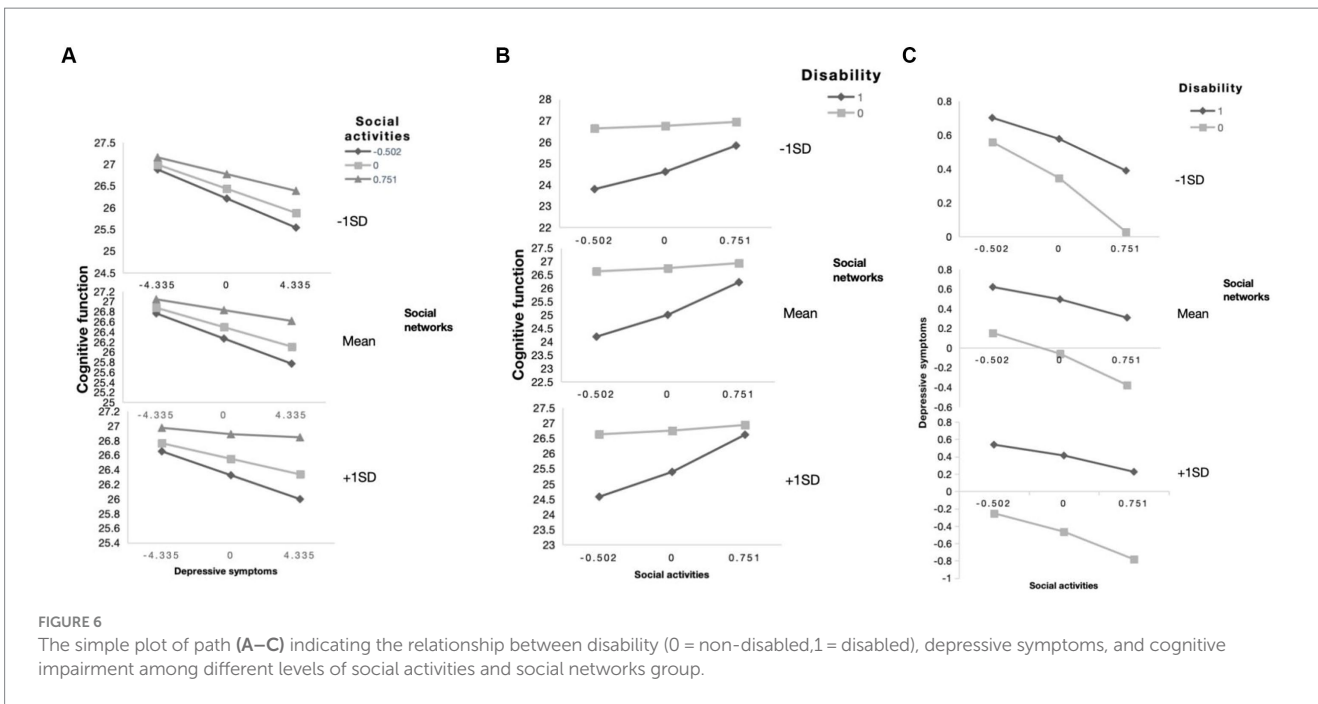 A
Social
activities
-0.502
0
0.751
27.5
27
26.5
26
25.5
25
24.5
-4.335 0 4.335
-1SD
27.2
27
26.8
26.6
26.4
26.2
26
25.8
25.6
25.4
25.2
25
-4.335 0 4.335
Mean
Social
networks
27.2
27
26.8
26.6
26.4
26.2
26
25.8
25.6
25.4
-4.335 0 4.335
+1SD
Cognitive function
Depressive symptoms
B
Disability
1
0
28
27
26
25
24
23
22
-0.502 0 0.751
-1SD
27.5
27
26.5
26
25.5
25
24.5
24
23.5
23
22.5
-0.502 0 0.751
Mean
Social
networks
27.5
27
26.5
26
25.5
25
24.5
24
23.5
23
-0.502 0 0.751
+1SD
Cognitive function
Social activities
C
Disability
1
0
0.8
0.6
0.4
0.2
0
-0.502 0 0.751
-1SD
0.8
0.6
0.4
0.2
0
-0.2
-0.4
-0.6
-0.502 0 0.751
Mean
Social
networks
0.8
0.6
0.4
0.2
0
-0.2
-0.4
-0.6
-0.8
-1
-0.502 0 0.751
+1SD
Depressive symptoms
Social activities
FIGURE 6
The simple plot of path (A–C) indicating the relationship between disability (0 = non-disabled,1 = disabled), depressive symptoms, and cognitive
impairment among different levels of social activities and social networks group.